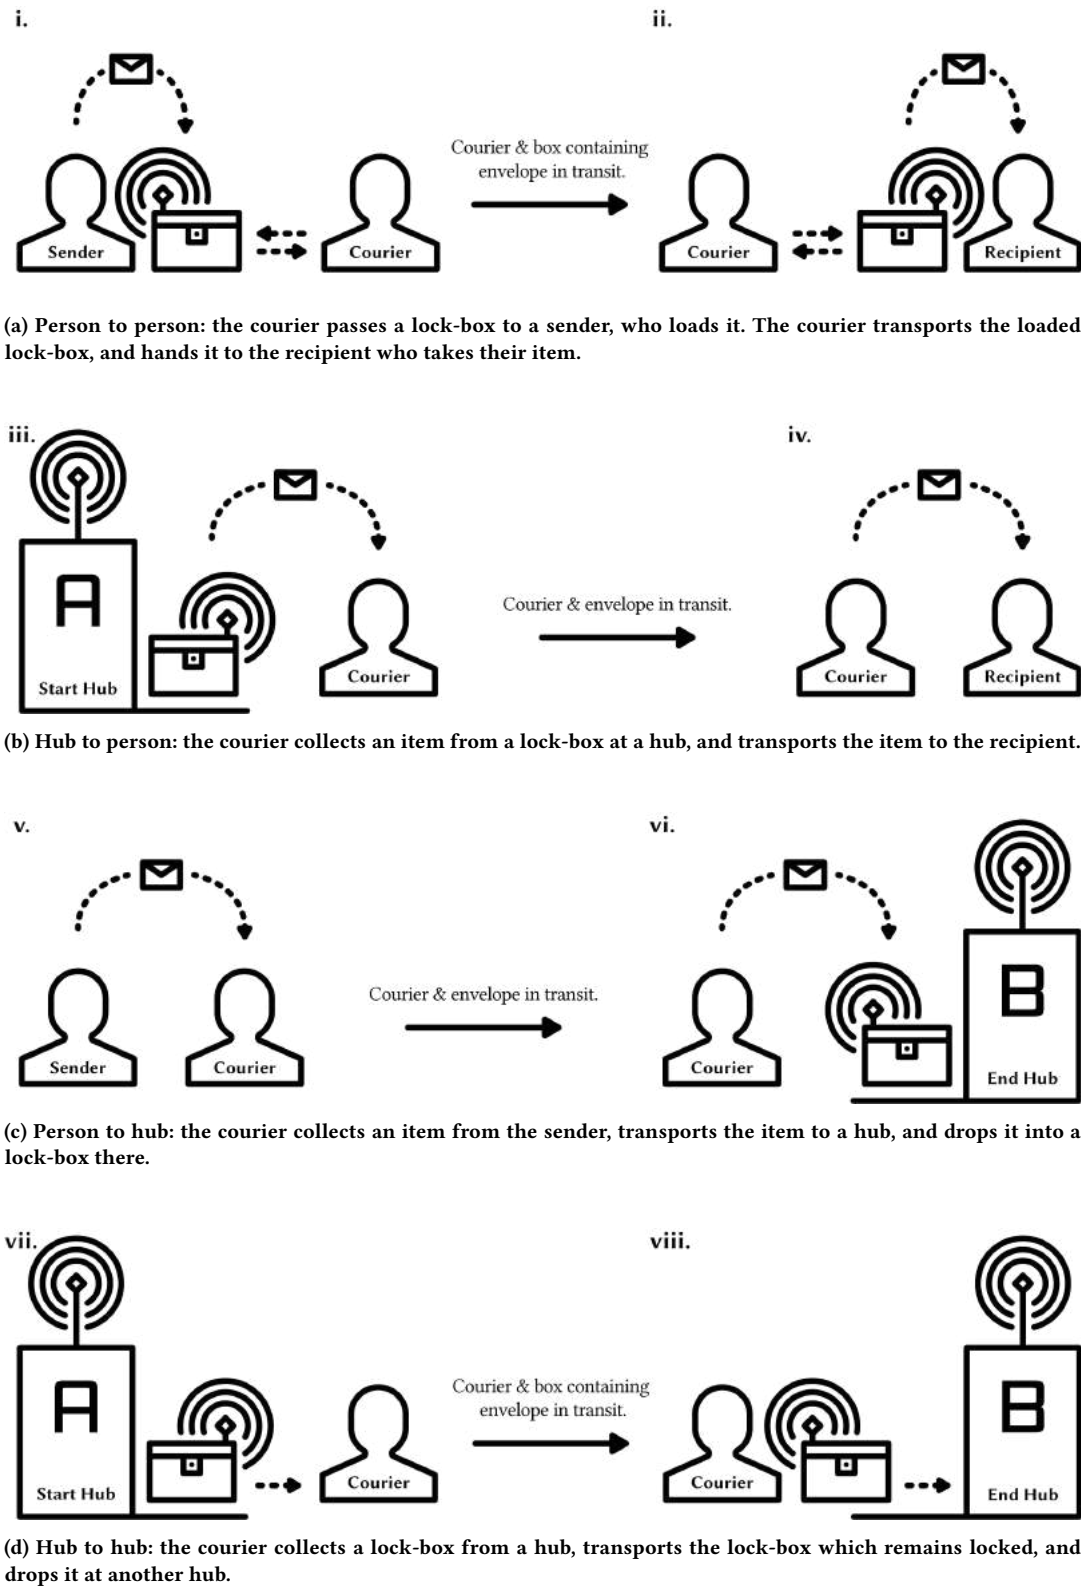 i.
ii.
Courier & box containing
envelope in transit.
Sender
Courier
Courier
Recipient
(a) Person to person: the courier passes a lock-box to a sender, who loads it. The courier transports the loaded
lock-box, and hands it to the recipient who takes their item.
iii.
iv.
A
Courier & envelope in transit.
Start Hub
Courier
Courier
Recipient
(b) Hub to person: the courier collects an item from a lock-box at a hub, and transports the item to the recipient.
v.
vi.
B
Courier & envelope in transit.
Sender
Courier
Courier
End Hub
(c) Person to hub: the courier collects an item from the sender, transports the item to a hub, and drops it into a
lock-box there.
vii.
viii.
A
Courier & box containing
envelope in transit.
B
Start Hub
Courier
Courier
End Hub
(d) Hub to hub: the courier collects a lock-box from a hub, transports the lock-box which remains locked, and
drops it at another hub.